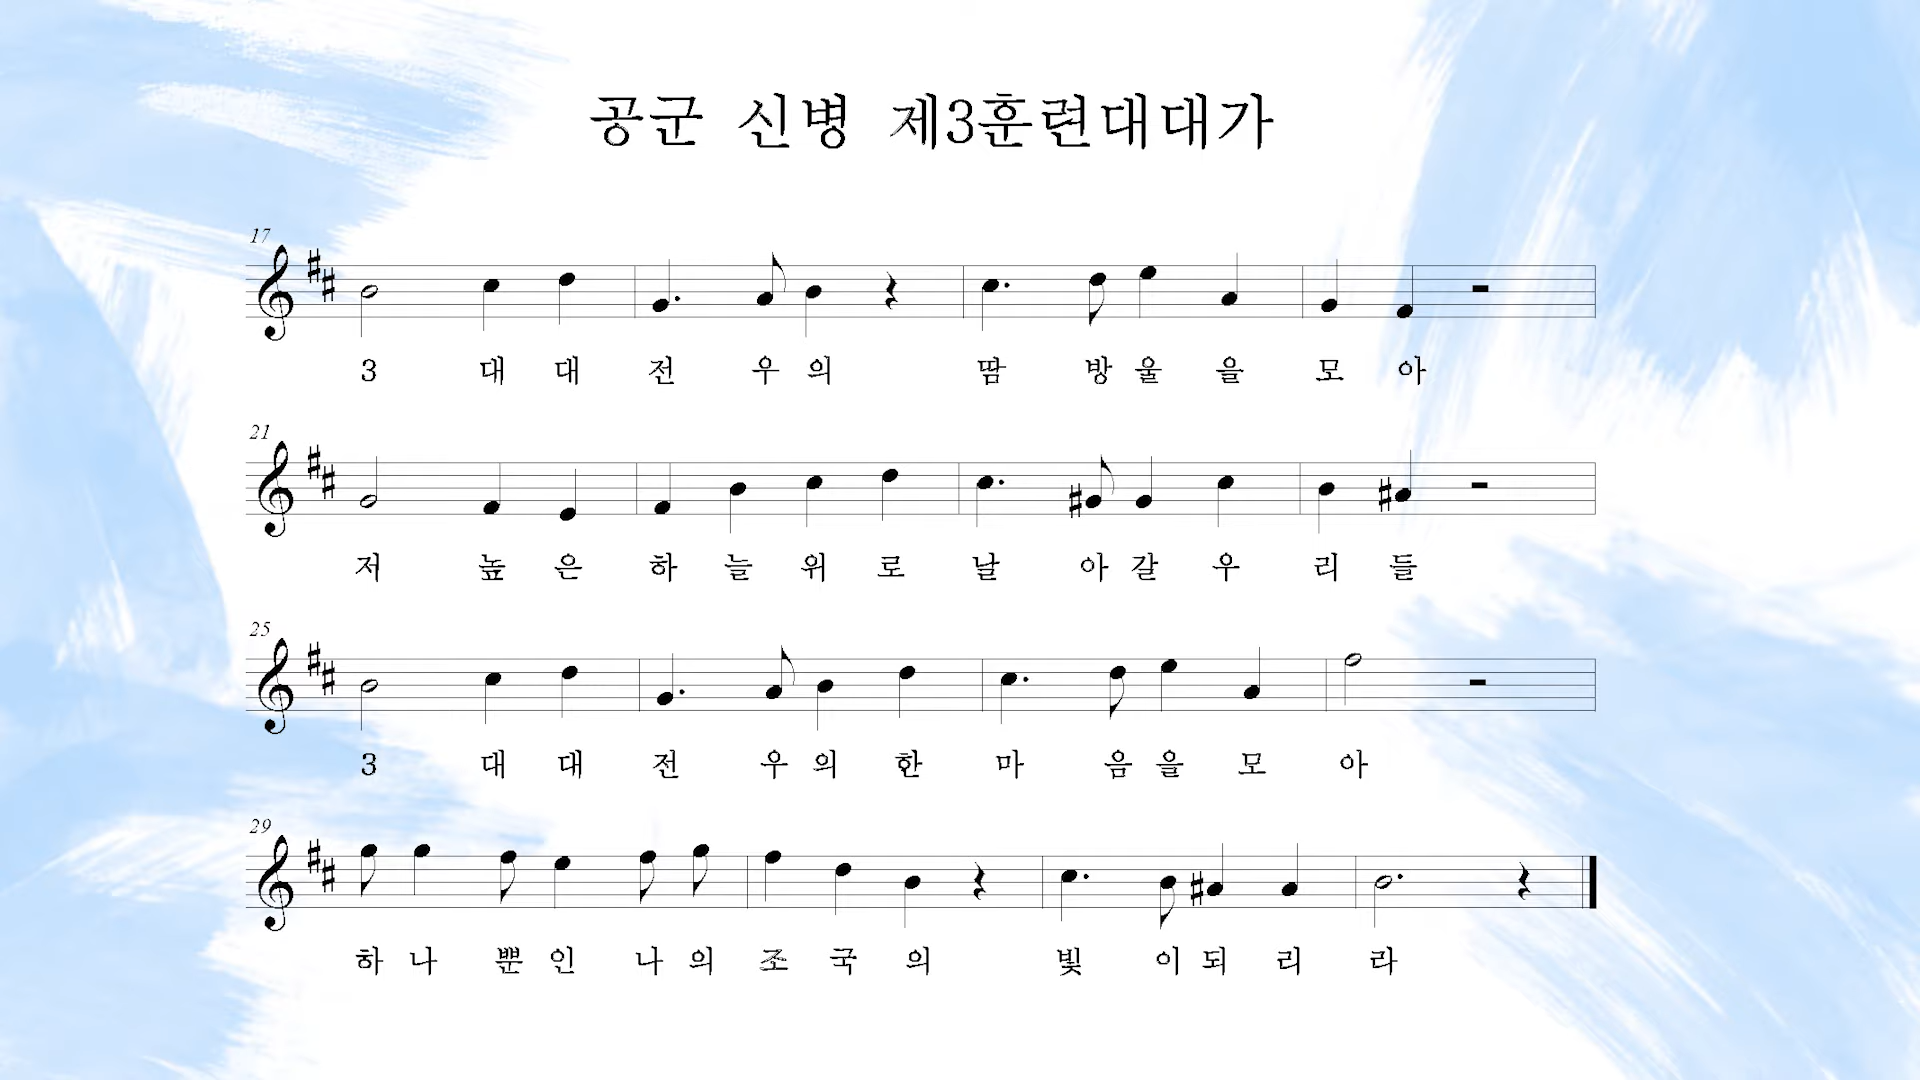 공군 신병 제3훈련대대가
17
3 대 대 전 우 의 땀 방 울 을 모 아
21
저 높 은 하 늘 위 로 날 아 갈 우 리 들
25
3 대 대 전 우 의 한 마 음 을 모 아
29
하 나 뿐 인 나 의 조 국 의 빛 이 되 리 라